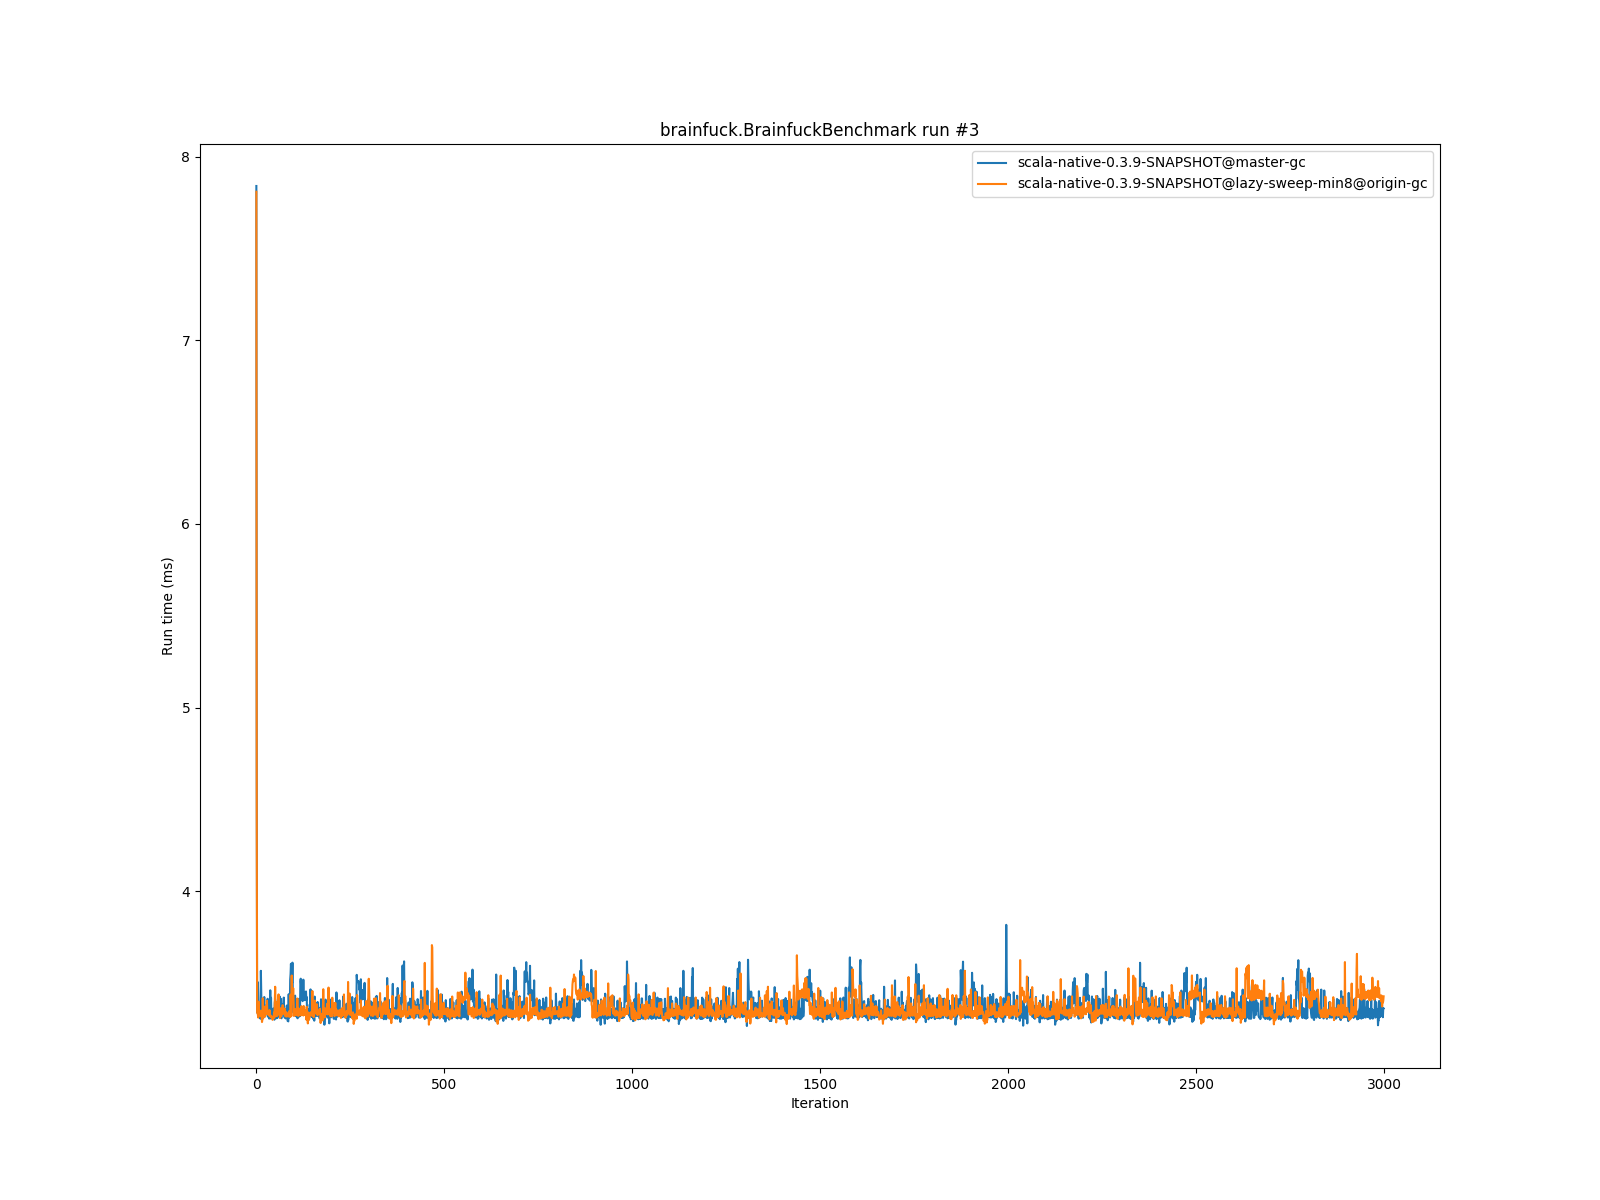 brainfuck.BrainfuckBenchmark run #3
scala-native-0.3.9-SNAPSHOT@master-gc
scala-native-0.3.9-SNAPSHOT@lazy-sweep-min8@origin-gc
8
7
6
5
4
Run time (ms)
0 500 1000 1500 2000 2500 3000
Iteration